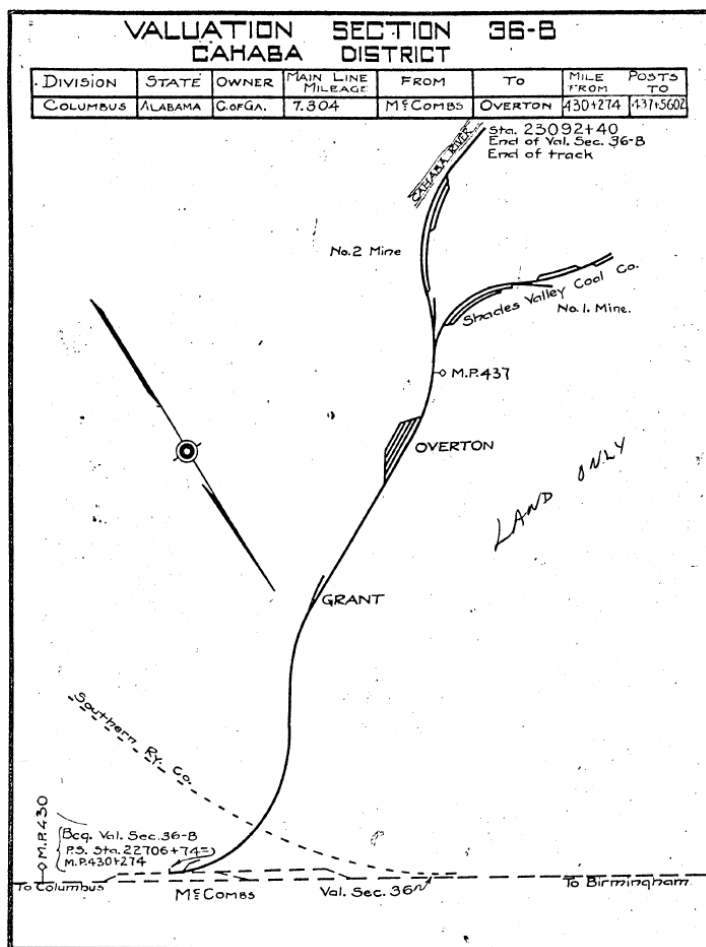 VALUATION SECTION 36-B
CAHABA DISTRICT
DIVISION STATE OWNER MAIN LINE MILEAGE FROM TO MILE POSTS FROM TO
COLUMBUS ALABAMA C.OF GA. 7.304 McCOMBS OVERTON 430+274 437+5602
Sta. 23092+40
End of Val. Sec. 36-B
End of track
CAHABA RIVER
No.2 Mine
Shades Valley Coal Co.
No.1. Mine.
M.P.437
OVERTON
LAND ONLY
GRANT
Southern Ry. Co.
M.P.430
Beg. Val. Sec. 36-B
P.S. Sta. 22706+74=
M.P.430+274
To Columbus
McCOMBS
Val. Sec. 36
To Birmingham